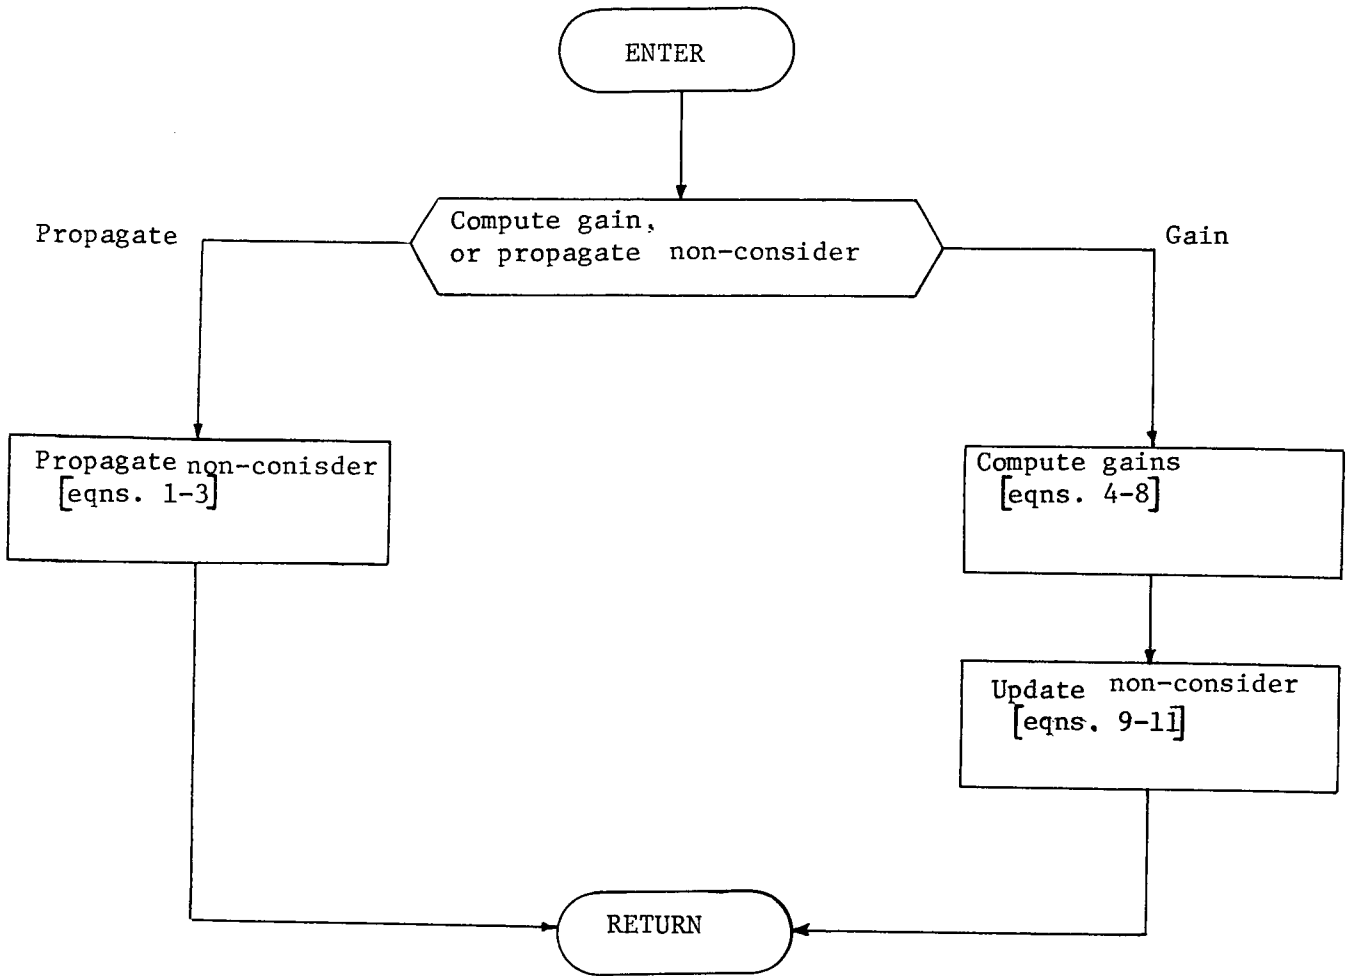 ENTER
Compute gain,
or propagate non-consider
Propagate
Gain
Propagate non-conisder
[eqns. 1-3]
Compute gains
[eqns. 4-8]
Update non-consider
[eqns. 9-11]
RETURN